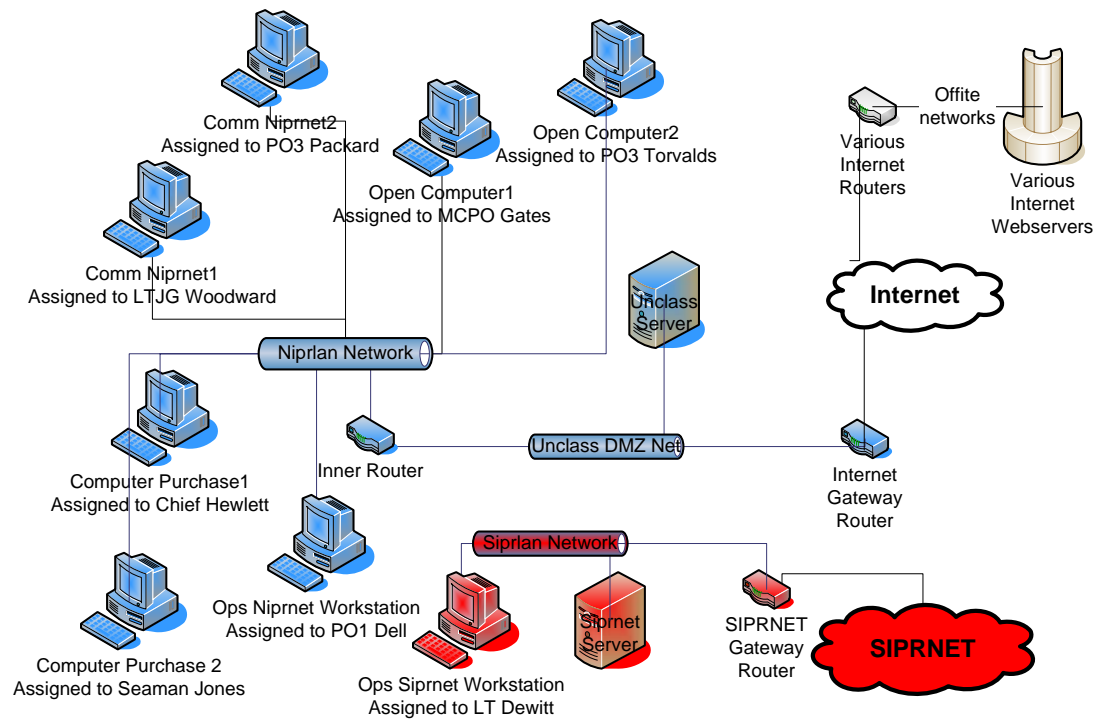 Comm Niprnet2
Assigned to PO3 Packard
Open Computer2
Assigned to PO3 Torvalds
Offite
networks
Various
Internet
Routers
Various
Internet
Webservers
Open Computer1
Assigned to MCPO Gates
Comm Niprnet1
Assigned to LTJG Woodward
Unclass
Server
Internet
Niprlan Network
Inner Router
Unclass DMZ Net
Internet
Gateway
Router
Computer Purchase1
Assigned to Chief Hewlett
Siprlan Network
Ops Niprnet Workstation
Assigned to PO1 Dell
Siprnet
Server
SIPRNET
Gateway
Router
SIPRNET
Computer Purchase 2
Assigned to Seaman Jones
Ops Siprnet Workstation
Assigned to LT Dewitt